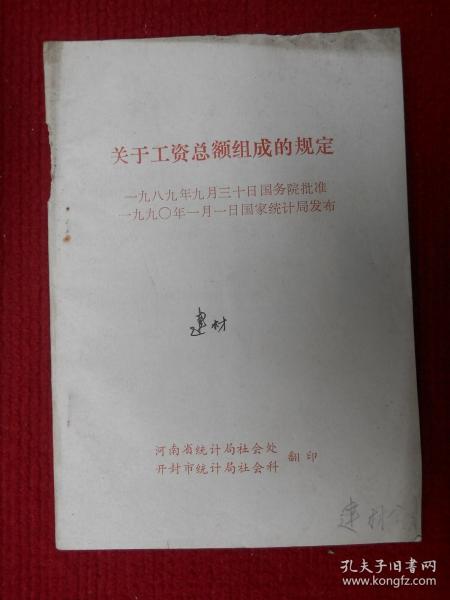 关于工资总额组成的规定
一九八九年九月三十日国务院批准
一九九〇年一月一日国家统计局发布
建材
河南省统计局社会处
开封市统计局社会科
翻印
建材
孔夫子旧书网
www.kongfz.com